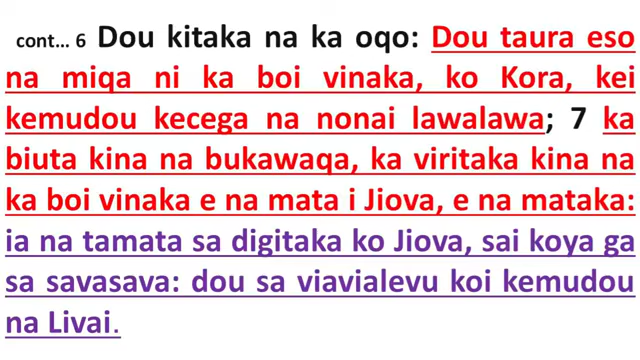 cont... 6 Dou kitaka na ka oqo: Dou taura eso
na miqa ni ka boi vinaka, ko Kora, kei
kemudou kecega na nonai lawalawa; 7 ka
biuta kina na bukawaqa, ka viritaka kina na
ka boi vinaka e na mata i Jiova, e na mataka:
ia na tamata sa digitaka ko Jiova, sai koya ga
sa savasava: dou sa viavialevu koi kemudou
na Livai.